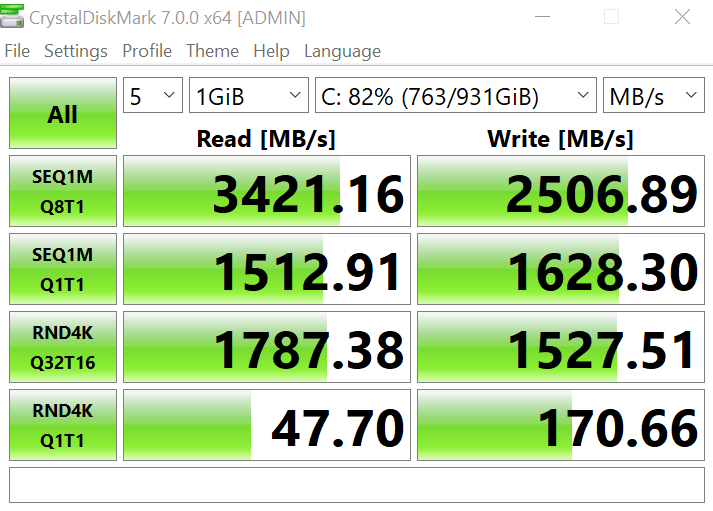 CrystalDiskMark 7.0.0 x64 [ADMIN]
File Settings Profile Theme Help Language
All 5 1GiB C: 82% (763/931GiB) MB/s
Read [MB/s] Write [MB/s]
SEQ1M
Q8T1
3421.16 2506.89
SEQ1M
Q1T1
1512.91 1628.30
RND4K
Q32T16
1787.38 1527.51
RND4K
Q1T1
47.70 170.66